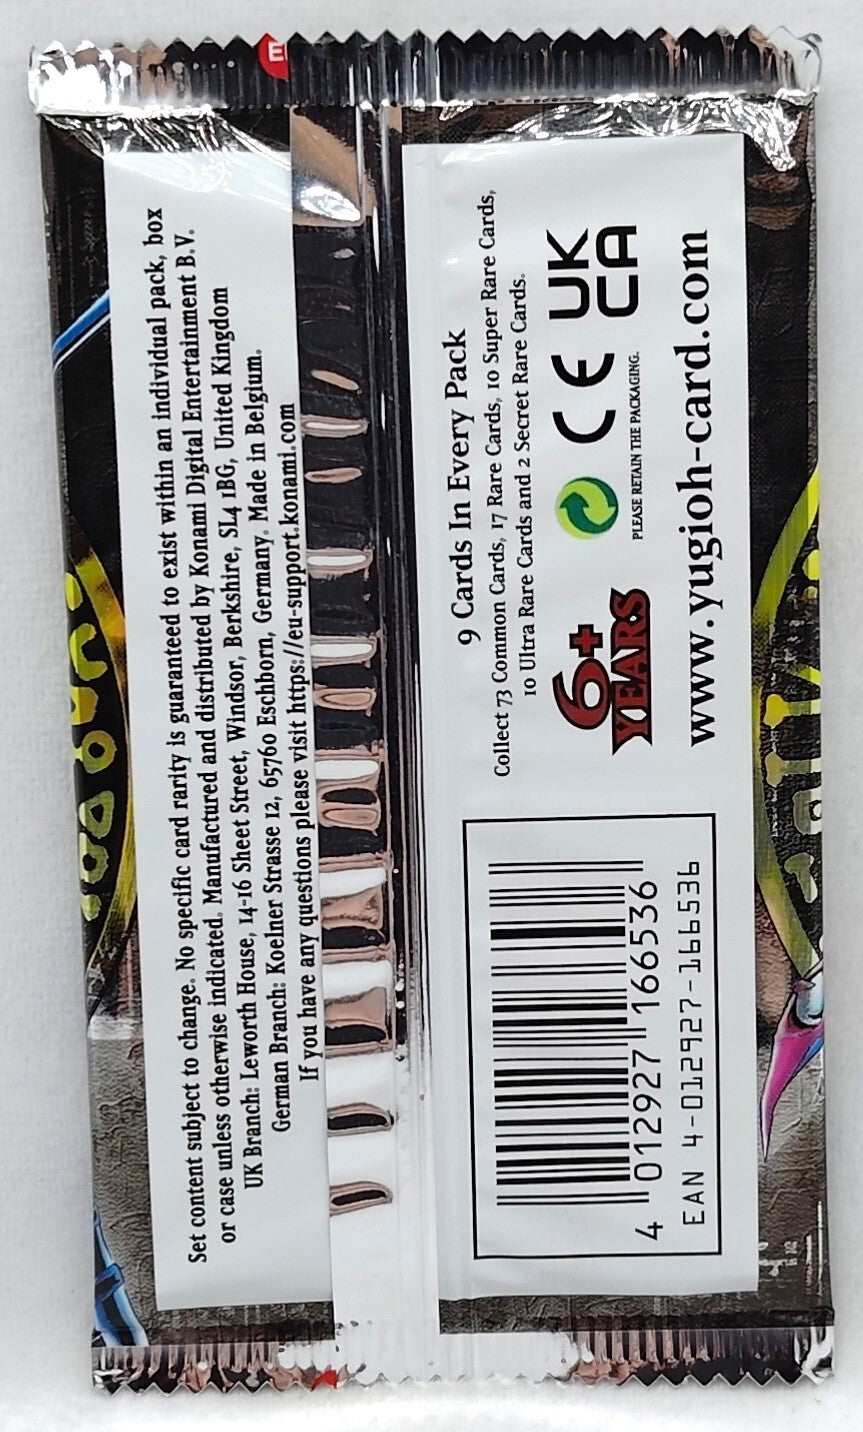 Set content subject to change. No specific card rarity is guaranteed to exist within an individual pack, box
or case unless otherwise indicated. Manufactured and distributed by Konami Digital Entertainment B.V.
UK Branch: Leworth House, 14-16 Sheet Street, Windsor, Berkshire, SL4 1BG, United Kingdom
German Branch: Koelner Strasse 12, 65760 Eschborn, Germany. Made in Belgium.
If you have any questions please visit https://eu-support.konami.com
9 Cards In Every Pack
Collect 73 Common Cards, 17 Rare Cards, 10 Super Rare Cards,
10 Ultra Rare Cards and 2 Secret Rare Cards.
6+
YEARS
CE
UK
CA
PLEASE RETAIN THE PACKAGING.
www.yugioh-card.com
4 012927 166536
EAN 4-012927-166536